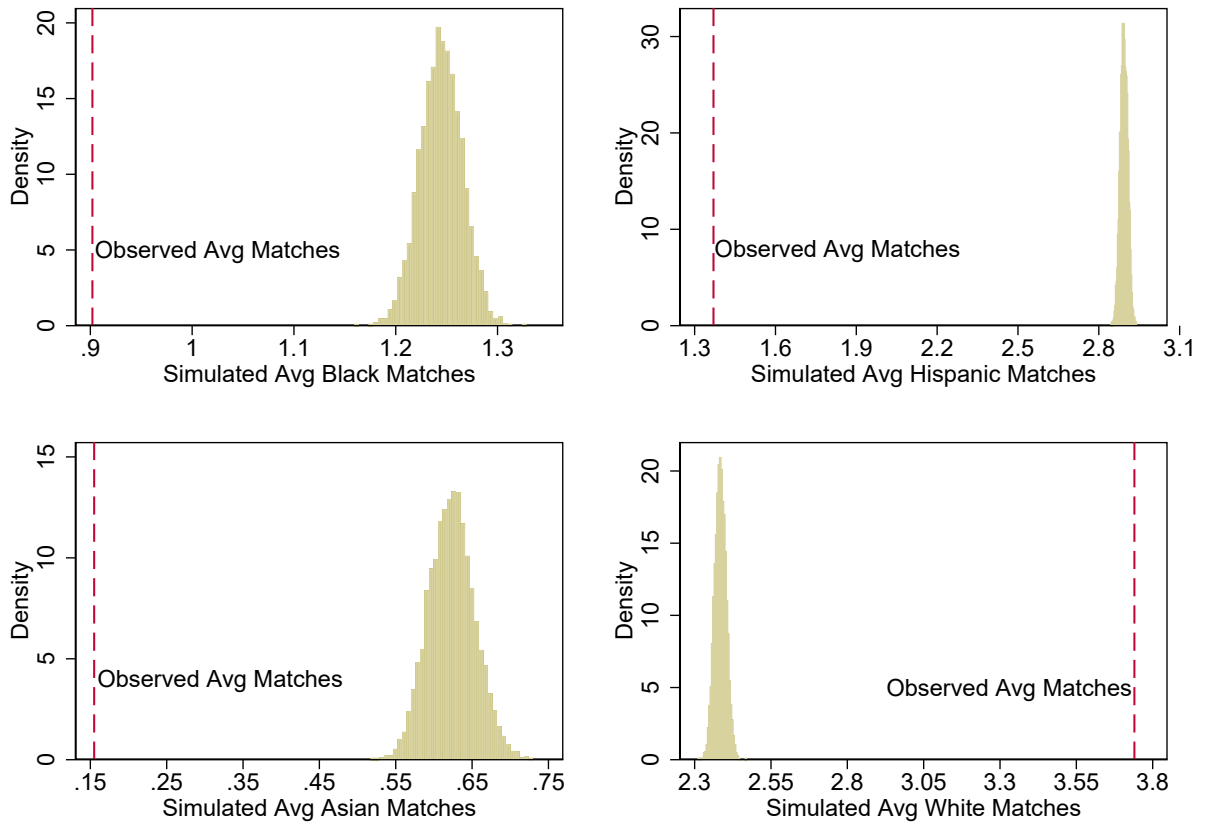 Density
20
15
10
5
0
Observed Avg Matches
.9 1 1.1 1.2 1.3
Simulated Avg Black Matches
Density
30
20
10
0
Observed Avg Matches
1.3 1.6 1.9 2.2 2.5 2.8 3.1
Simulated Avg Hispanic Matches
Density
15
10
5
0
Observed Avg Matches
.15 .25 .35 .45 .55 .65 .75
Simulated Avg Asian Matches
Density
20
15
10
5
0
Observed Avg Matches
2.3 2.55 2.8 3.05 3.3 3.55 3.8
Simulated Avg White Matches